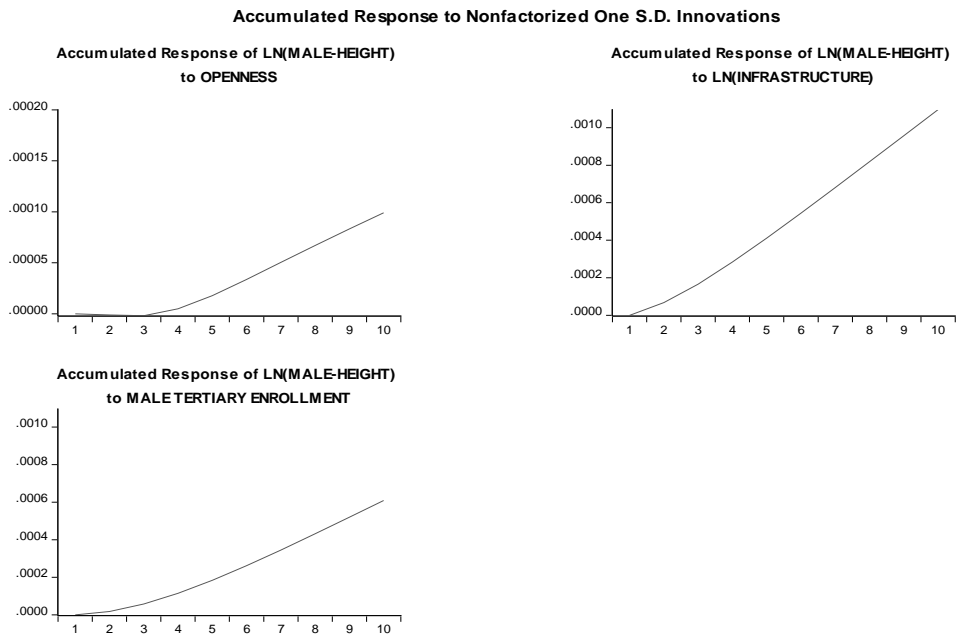 Accumulated Response to Nonfactorized One S.D. Innovations
Accumulated Response of LN(MALE-HEIGHT)
to OPENNESS
.00020
.00015
.00010
.00005
.00000
1 2 3 4 5 6 7 8 9 10
Accumulated Response of LN(MALE-HEIGHT)
to LN(INFRASTRUCTURE)
.0010
.0008
.0006
.0004
.0002
.0000
1 2 3 4 5 6 7 8 9 10
Accumulated Response of LN(MALE-HEIGHT)
to MALE TERTIARY ENROLLMENT
.0010
.0008
.0006
.0004
.0002
.0000
1 2 3 4 5 6 7 8 9 10